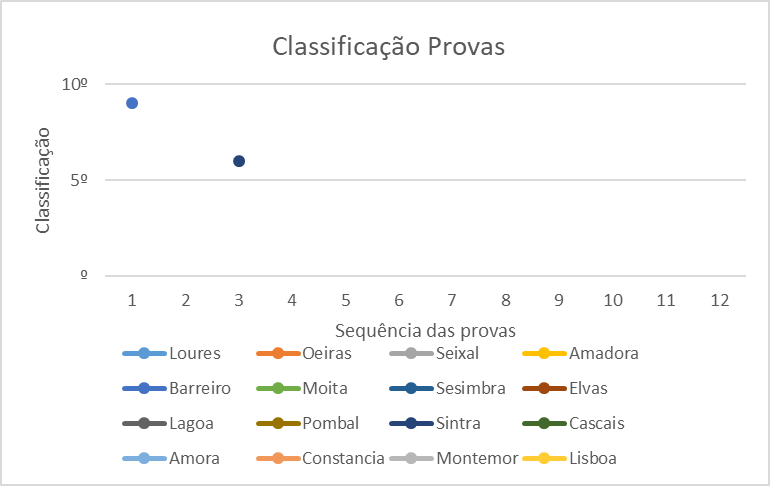 Classificação Provas
10º
5º
º
Classificação
1 2 3 4 5 6 7 8 9 10 11 12
Sequência das provas
Loures Oeiras Seixal Amadora
Barreiro Moita Sesimbra Elvas
Lagoa Pombal Sintra Cascais
Amora Constancia Montemor Lisboa